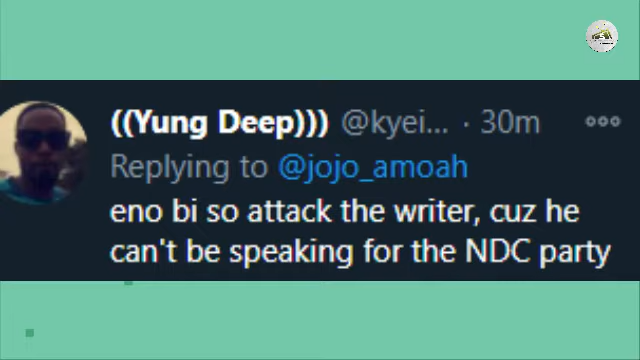 ((Yung Deep))) @kyei... · 30m
Replying to @jojo_amoah
eno bi so attack the writer, cuz he
can't be speaking for the NDC party